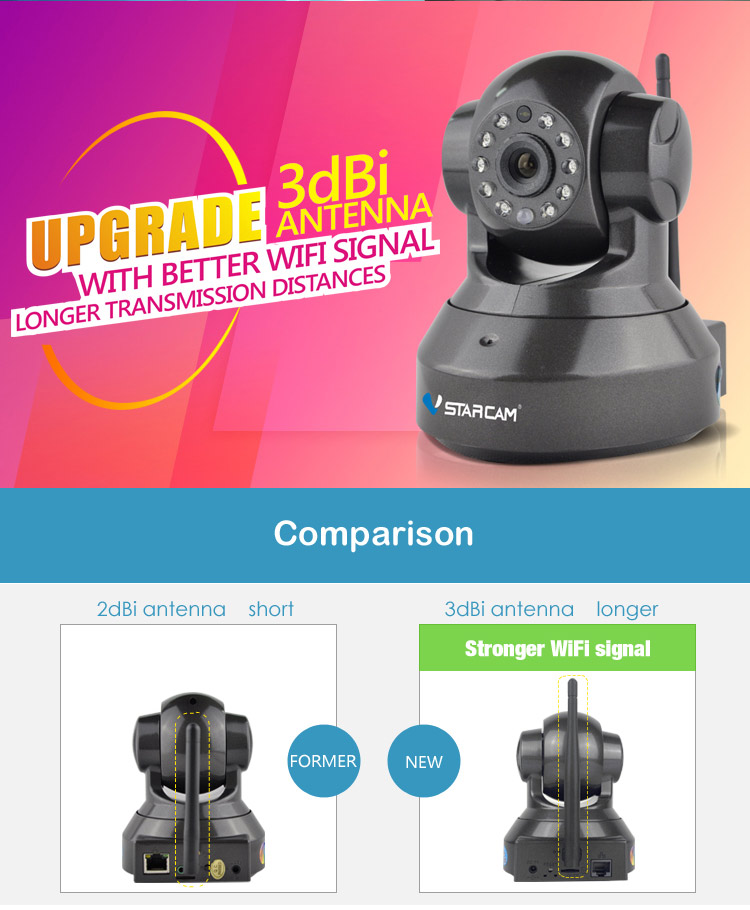 UPGRADE 3dBi
ANTENNA
WITH BETTER WIFI SIGNAL
LONGER TRANSMISSION DISTANCES
VSTARCAM
Comparison
2dBi antenna short
3dBi antenna longer
Stronger WiFi signal
FORMER
NEW